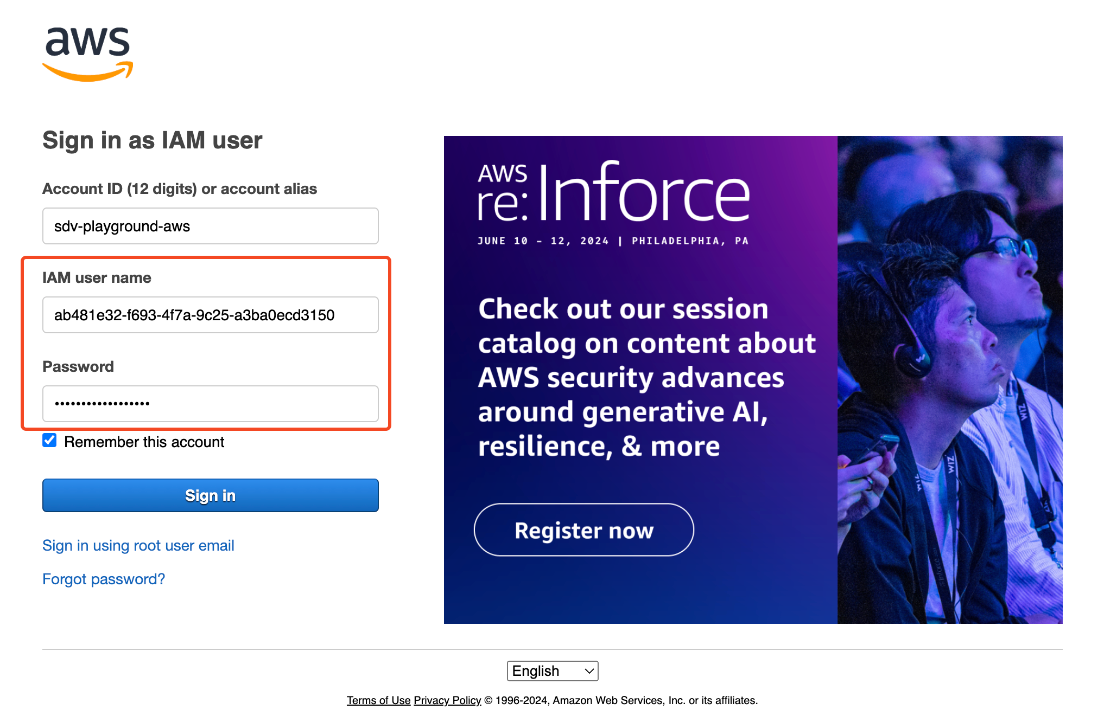 aws
Sign in as IAM user
Account ID (12 digits) or account alias
sdv-playground-aws
IAM user name
ab481e32-f693-4f7a-9c25-a3ba0ecd3150
Password
••••••••••••••••••
Remember this account
Sign in
Sign in using root user email
Forgot password?
AWS
re:Inforce
JUNE 10 – 12, 2024 | PHILADELPHIA, PA
Check out our session
catalog on content about
AWS security advances
around generative AI,
resilience, & more
Register now
WIZ
WIZ
WIZ
English
Terms of Use Privacy Policy © 1996-2024, Amazon Web Services, Inc. or its affiliates.